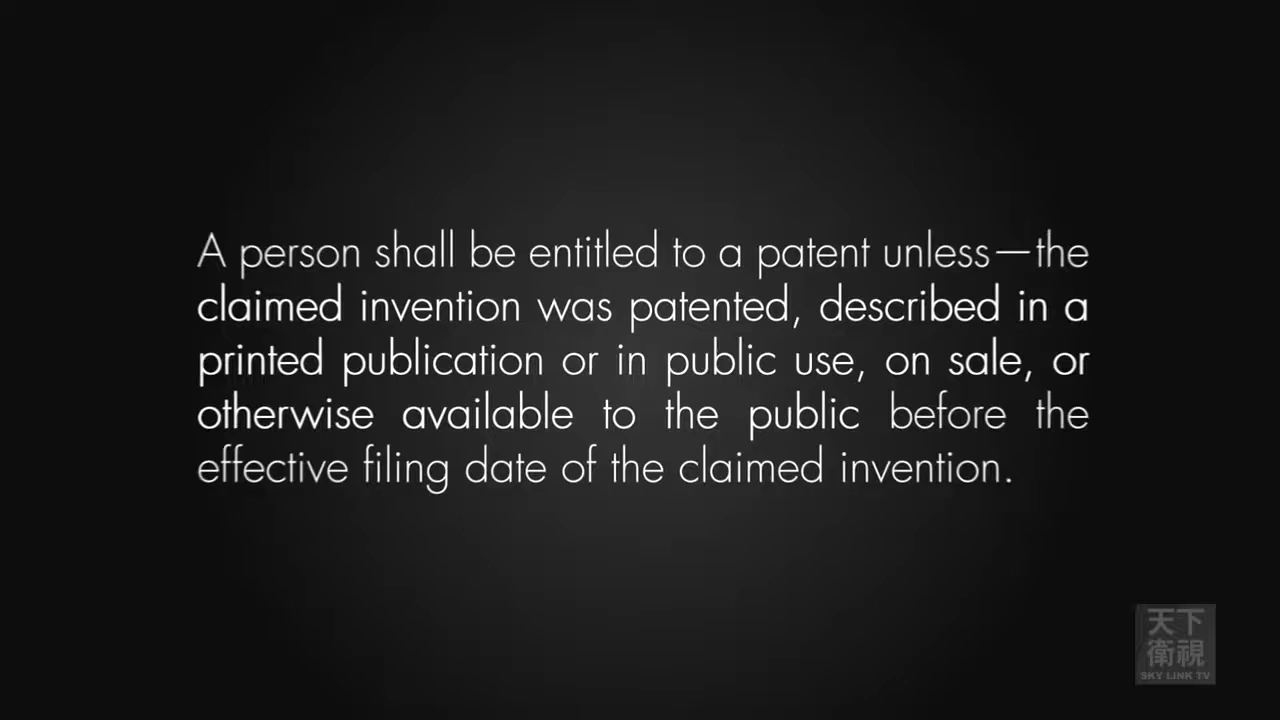 A person shall be entitled to a patent unless—the
claimed invention was patented, described in a
printed publication or in public use, on sale, or
otherwise available to the public before the
effective filing date of the claimed invention.
天下
衛視
SKY LINK TV